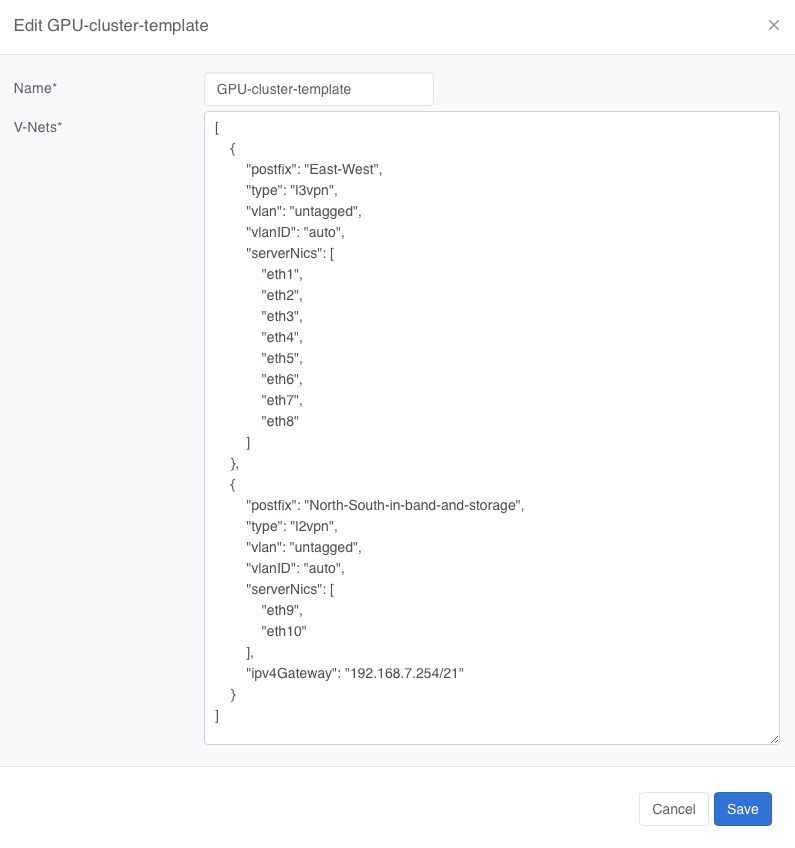 Edit GPU-cluster-template
Name*
GPU-cluster-template
V-Nets*
[
    {
        "postfix": "East-West",
        "type": "l3vpn",
        "vlan": "untagged",
        "vlanID": "auto",
        "serverNics": [
            "eth1",
            "eth2",
            "eth3",
            "eth4",
            "eth5",
            "eth6",
            "eth7",
            "eth8"
        ]
    },
    {
        "postfix": "North-South-in-band-and-storage",
        "type": "l2vpn",
        "vlan": "untagged",
        "vlanID": "auto",
        "serverNics": [
            "eth9",
            "eth10"
        ],
        "ipv4Gateway": "192.168.7.254/21"
    }
]
Cancel
Save